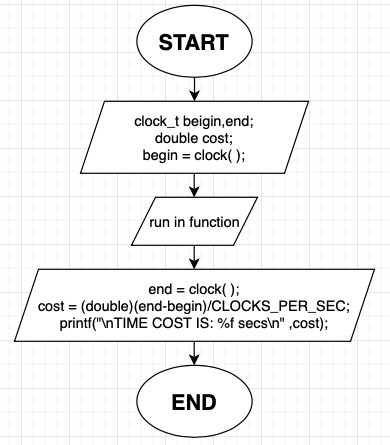 START
clock_t beigin,end;
double cost;
begin = clock( );
run in function
end = clock( );
cost = (double)(end-begin)/CLOCKS_PER_SEC;
printf("\nTIME COST IS: %f secs\n" ,cost);
END